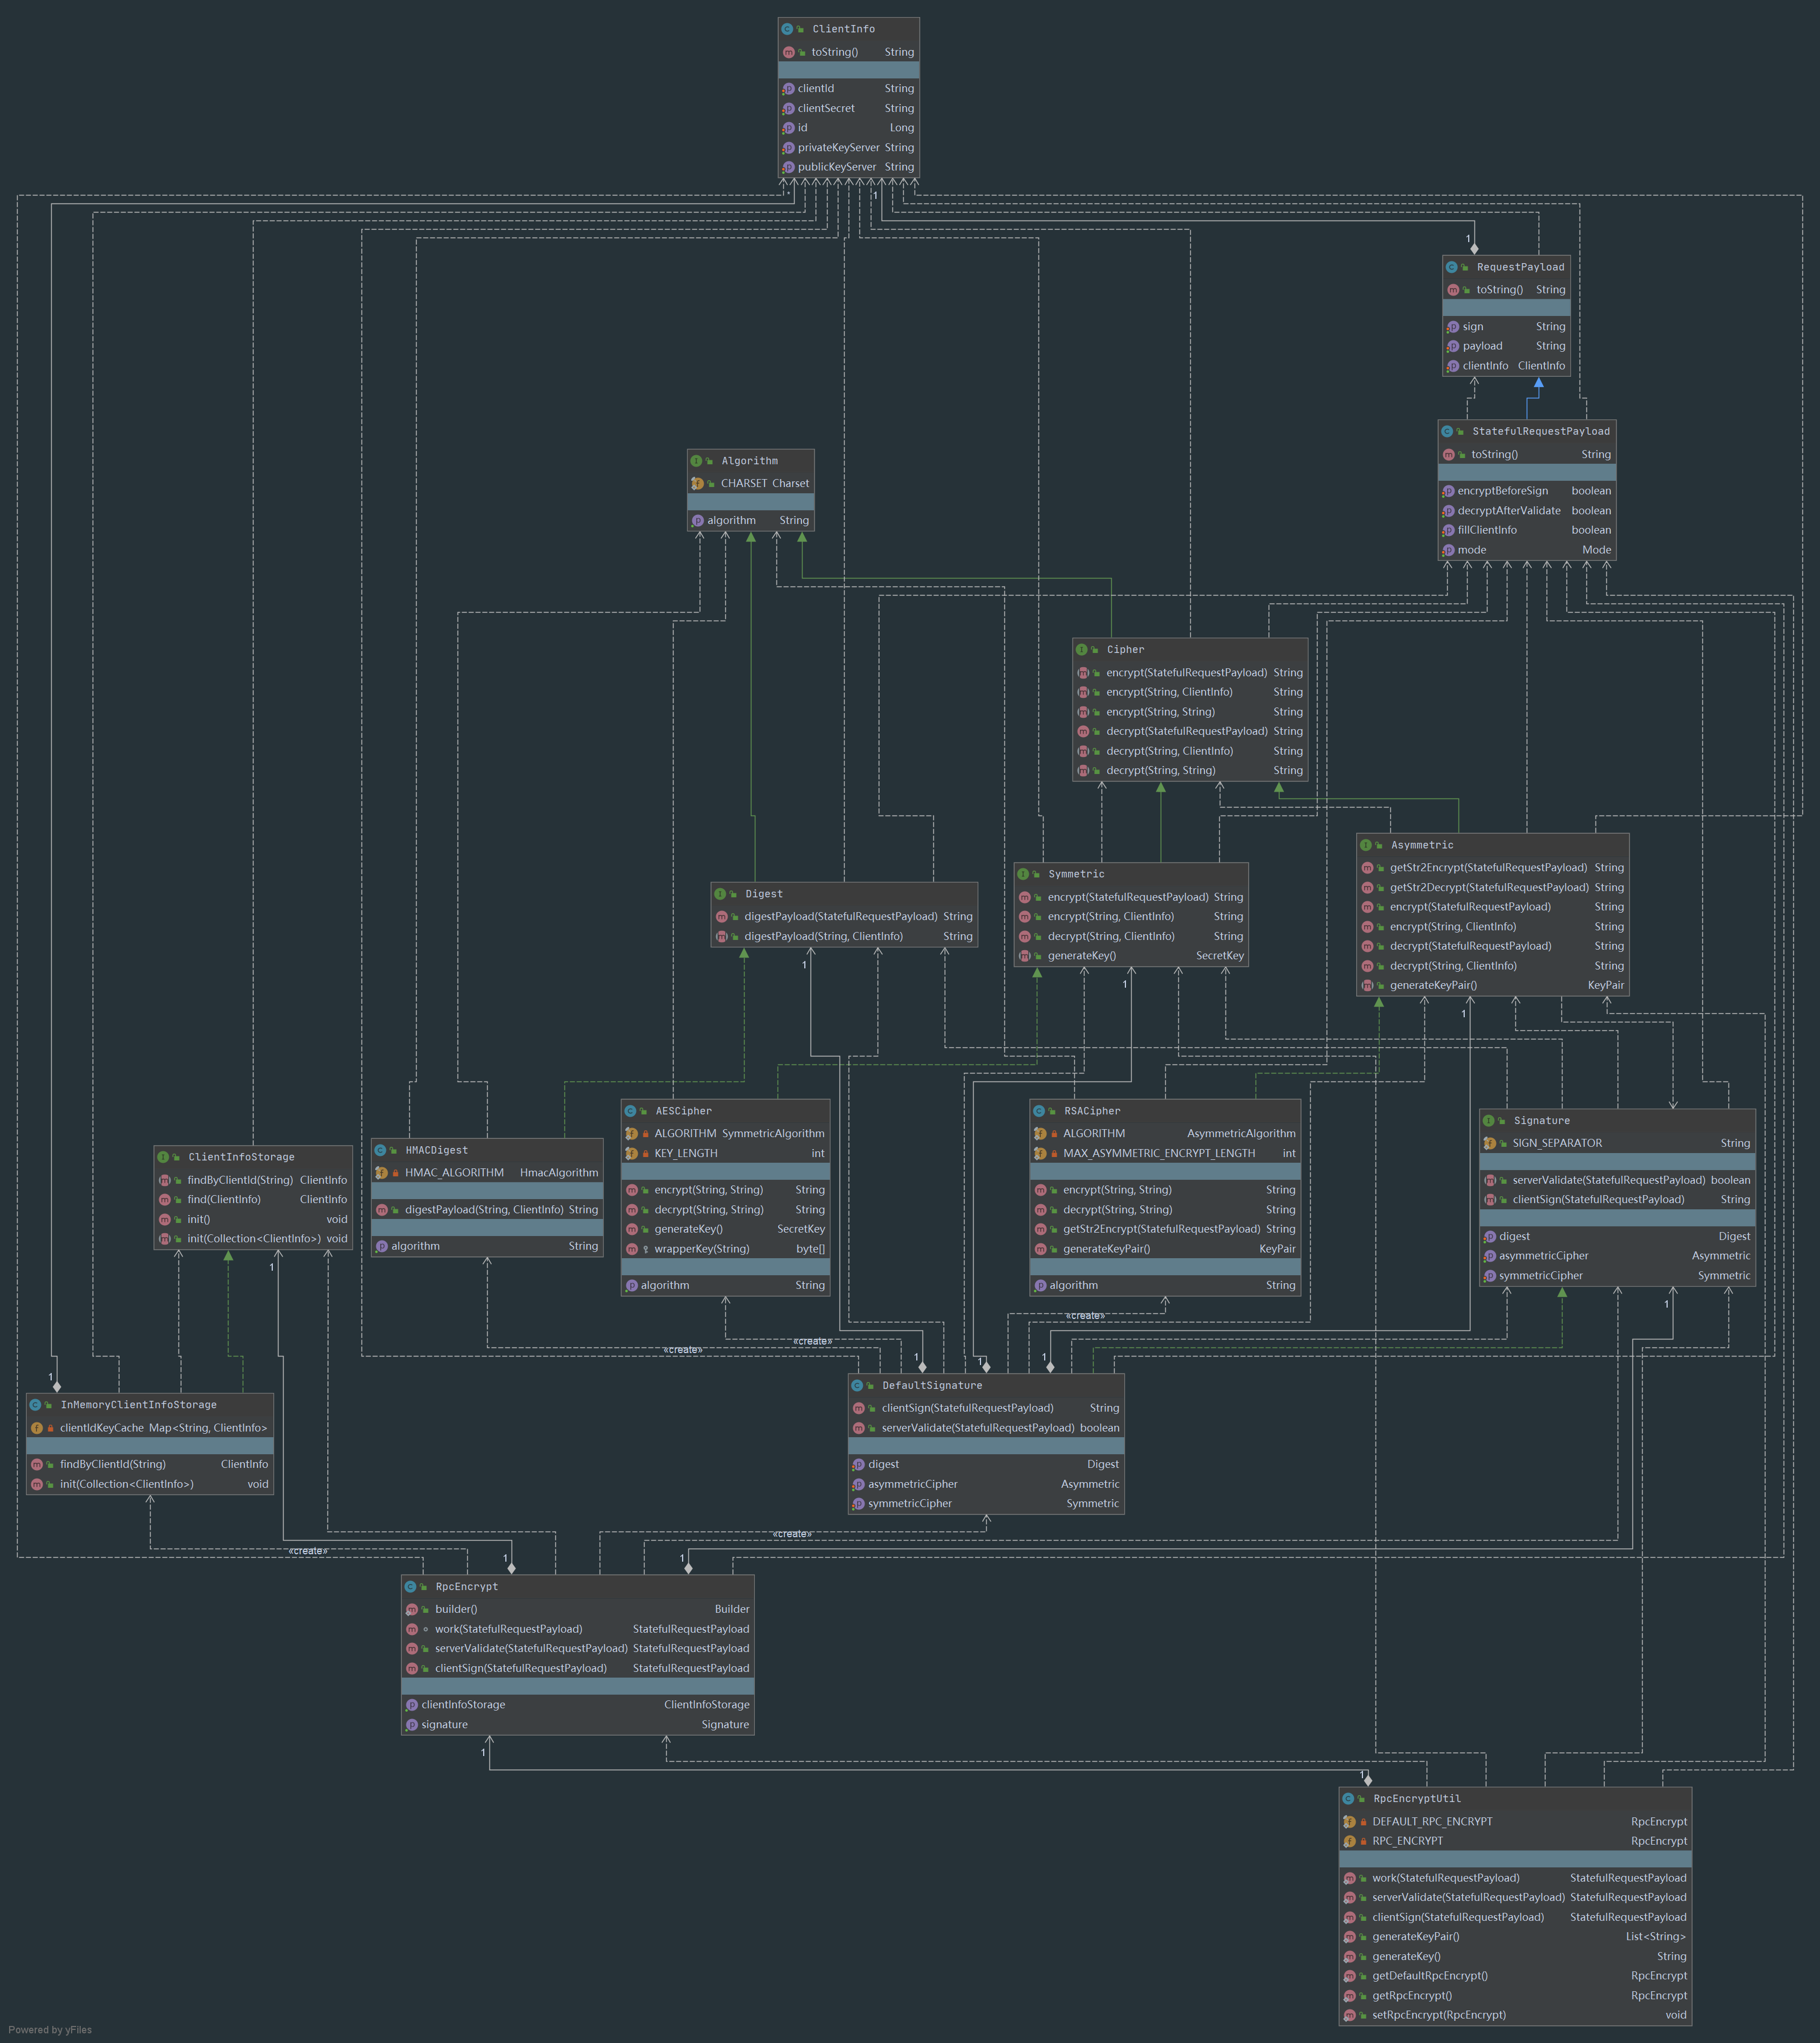 ClientInfo
toString() String
clientId String
clientSecret String
id Long
privateKeyServer String
publicKeyServer String
*
1
1
RequestPayload
toString() String
sign String
payload String
clientInfo ClientInfo
StatefulRequestPayload
toString() String
encryptBeforeSign boolean
decryptAfterValidate boolean
fillClientInfo boolean
mode Mode
Algorithm
CHARSET Charset
algorithm String
Cipher
encrypt(StatefulRequestPayload) String
encrypt(String, ClientInfo) String
encrypt(String, String) String
decrypt(StatefulRequestPayload) String
decrypt(String, ClientInfo) String
decrypt(String, String) String
Asymmetric
getStr2Encrypt(StatefulRequestPayload) String
getStr2Decrypt(StatefulRequestPayload) String
encrypt(StatefulRequestPayload) String
encrypt(String, ClientInfo) String
decrypt(StatefulRequestPayload) String
decrypt(String, ClientInfo) String
generateKeyPair() KeyPair
Symmetric
encrypt(StatefulRequestPayload) String
encrypt(String, ClientInfo) String
decrypt(String, ClientInfo) String
generateKey() SecretKey
Digest
digestPayload(StatefulRequestPayload) String
digestPayload(String, ClientInfo) String
1
1
1
AESCipher
ALGORITHM SymmetricAlgorithm
KEY_LENGTH int
encrypt(String, String) String
decrypt(String, String) String
generateKey() SecretKey
wrapperKey(String) byte[]
algorithm String
RSACipher
ALGORITHM AsymmetricAlgorithm
MAX_ASYMMETRIC_ENCRYPT_LENGTH int
encrypt(String, String) String
decrypt(String, String) String
getStr2Encrypt(StatefulRequestPayload) String
generateKeyPair() KeyPair
algorithm String
Signature
SIGN_SEPARATOR String
serverValidate(StatefulRequestPayload) boolean
clientSign(StatefulRequestPayload) String
digest Digest
asymmetricCipher Asymmetric
symmetricCipher Symmetric
HMACDigest
HMAC_ALGORITHM HmacAlgorithm
digestPayload(String, ClientInfo) String
algorithm String
ClientInfoStorage
findByClientId(String) ClientInfo
find(ClientInfo) ClientInfo
init() void
init(Collection<ClientInfo>) void
1
1
«create»
«create»
«create»
1
1
1
1
InMemoryClientInfoStorage
clientIdKeyCache Map<String, ClientInfo>
findByClientId(String) ClientInfo
init(Collection<ClientInfo>) void
DefaultSignature
clientSign(StatefulRequestPayload) String
serverValidate(StatefulRequestPayload) boolean
digest Digest
asymmetricCipher Asymmetric
symmetricCipher Symmetric
«create»
«create»
1
1
RpcEncrypt
builder() Builder
work(StatefulRequestPayload) StatefulRequestPayload
serverValidate(StatefulRequestPayload) StatefulRequestPayload
clientSign(StatefulRequestPayload) StatefulRequestPayload
clientInfoStorage ClientInfoStorage
signature Signature
1
1
RpcEncryptUtil
DEFAULT_RPC_ENCRYPT RpcEncrypt
RPC_ENCRYPT RpcEncrypt
work(StatefulRequestPayload) StatefulRequestPayload
serverValidate(StatefulRequestPayload) StatefulRequestPayload
clientSign(StatefulRequestPayload) StatefulRequestPayload
generateKeyPair() List<String>
generateKey() String
getDefaultRpcEncrypt() RpcEncrypt
getRpcEncrypt() RpcEncrypt
setRpcEncrypt(RpcEncrypt) void
Powered by yFiles